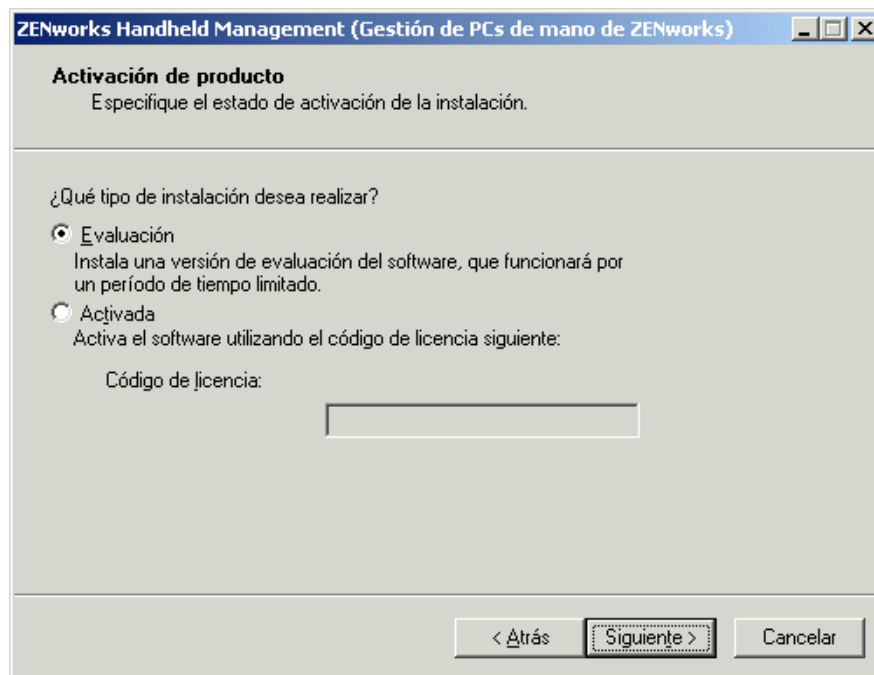 ZENworks Handheld Management (Gestión de PCs de mano de ZENworks)
Activación de producto
Especifique el estado de activación de la instalación.
¿Qué tipo de instalación desea realizar?
Evaluación
Instala una versión de evaluación del software, que funcionará por
un período de tiempo limitado.
Activada
Activa el software utilizando el código de licencia siguiente:
Código de licencia:
< Atrás
Siguiente >
Cancelar